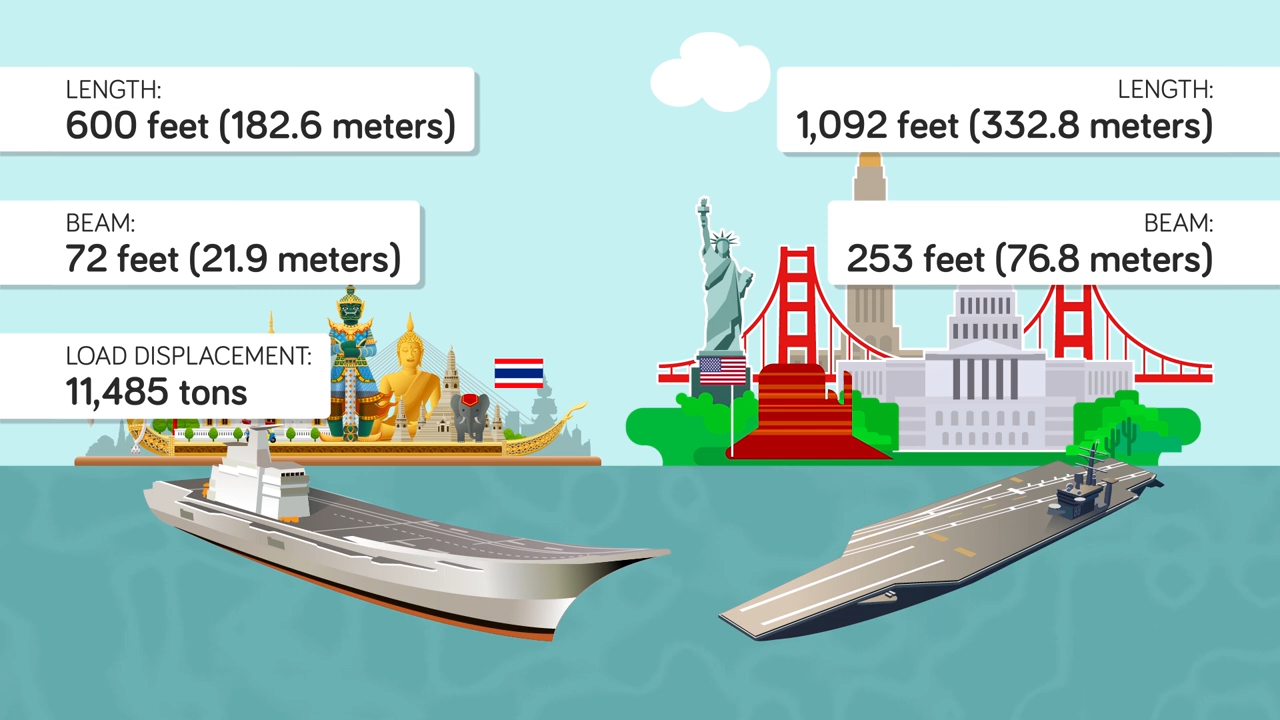 LENGTH:
600 feet (182.6 meters)
BEAM:
72 feet (21.9 meters)
LOAD DISPLACEMENT:
11,485 tons
LENGTH:
1,092 feet (332.8 meters)
BEAM:
253 feet (76.8 meters)